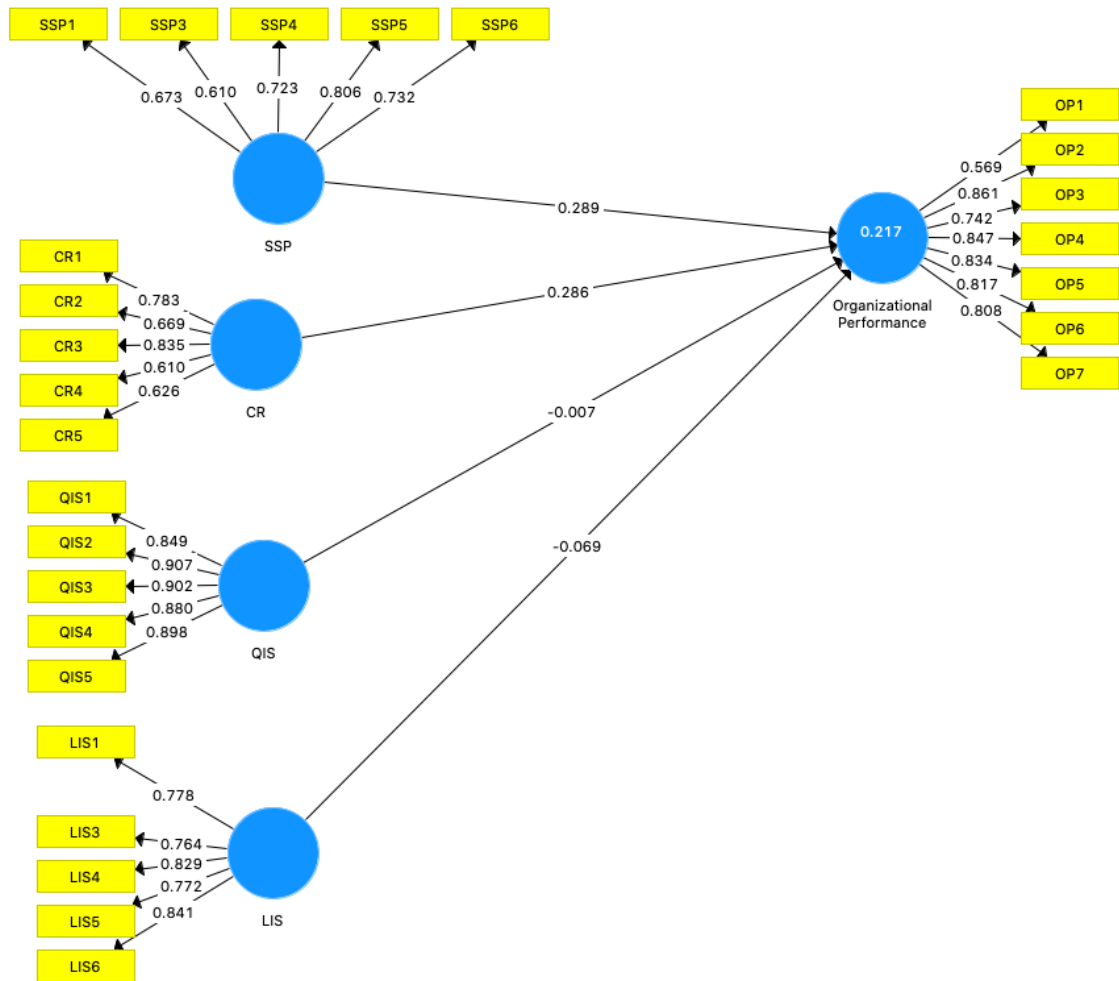 SSP1 SSP3 SSP4 SSP5 SSP6
0.673 0.610 0.723 0.806 0.732
SSP
CR1
CR2
CR3
CR4
CR5
0.783
0.669
0.835
0.610
0.626
CR
QIS1
QIS2
QIS3
QIS4
QIS5
0.849
0.907
0.902
0.880
0.898
QIS
LIS1
LIS3
LIS4
LIS5
LIS6
0.778
0.764
0.829
0.772
0.841
LIS
0.289
0.286
-0.007
-0.069
0.217
Organizational
Performance
0.569
0.861
0.742
0.847
0.834
0.817
0.808
OP1
OP2
OP3
OP4
OP5
OP6
OP7